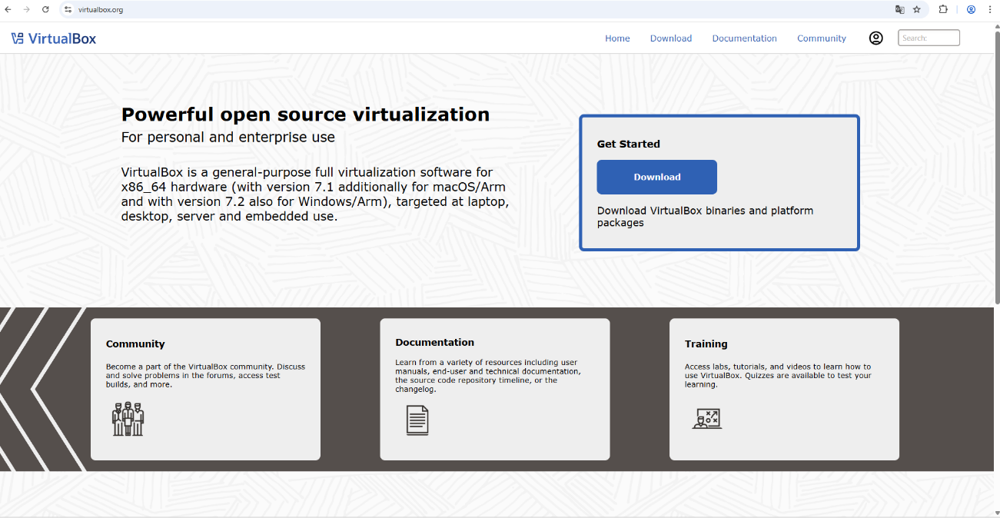 virtualbox.org
VirtualBox
Home
Download
Documentation
Community
Search:
Powerful open source virtualization
For personal and enterprise use
VirtualBox is a general-purpose full virtualization software for
x86_64 hardware (with version 7.1 additionally for macOS/Arm
and with version 7.2 also for Windows/Arm), targeted at laptop,
desktop, server and embedded use.
Get Started
Download
Download VirtualBox binaries and platform
packages
Community
Become a part of the VirtualBox community. Discuss
and solve problems in the forums, access test
builds, and more.
Documentation
Learn from a variety of resources including user
manuals, end-user and technical documentation,
the source code repository timeline, or the
changelog.
Training
Access labs, tutorials, and videos to learn how to
use VirtualBox. Quizzes are available to test your
learning.